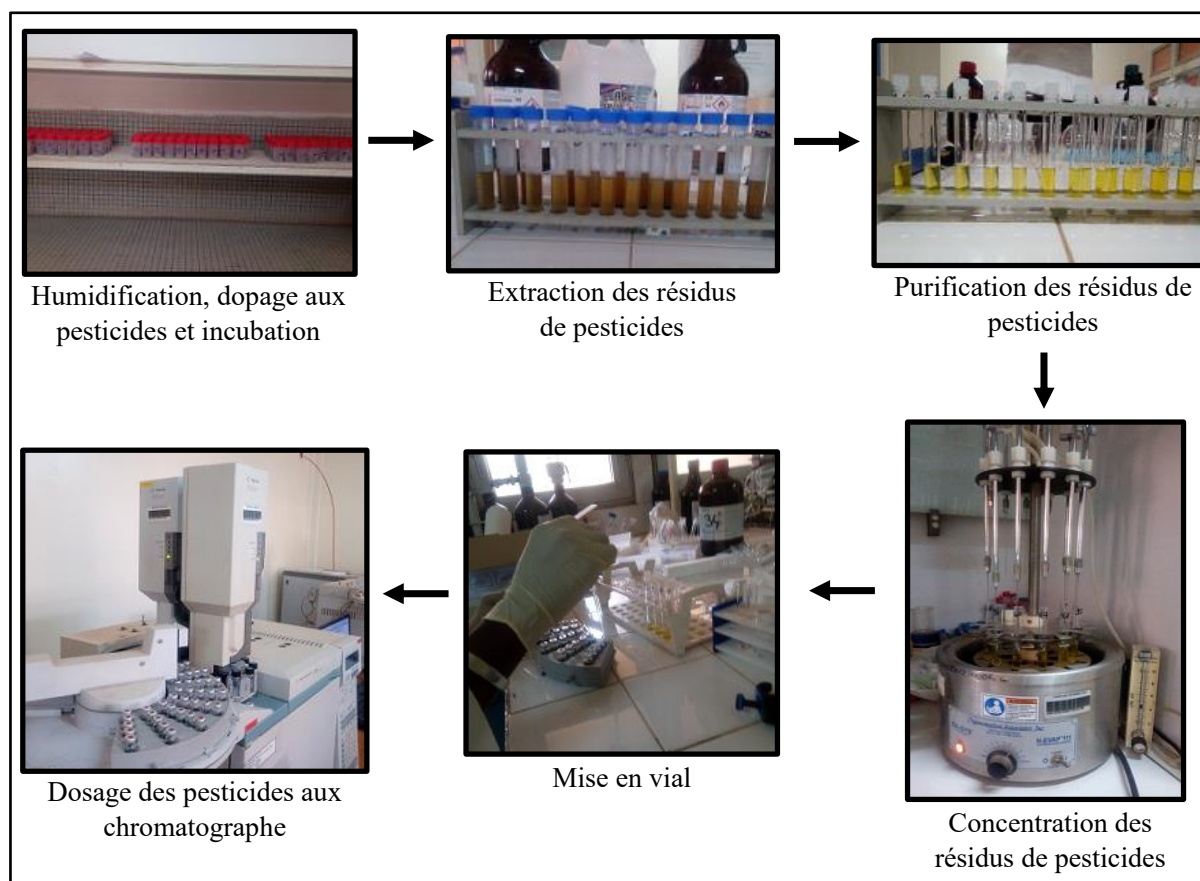 Humidification, dopage aux
pesticides et incubation
Extraction des résidus
de pesticides
Purification des résidus de
pesticides
Dosage des pesticides aux
chromatographe
Mise en vial
34
Concentration des
résidus de pesticides